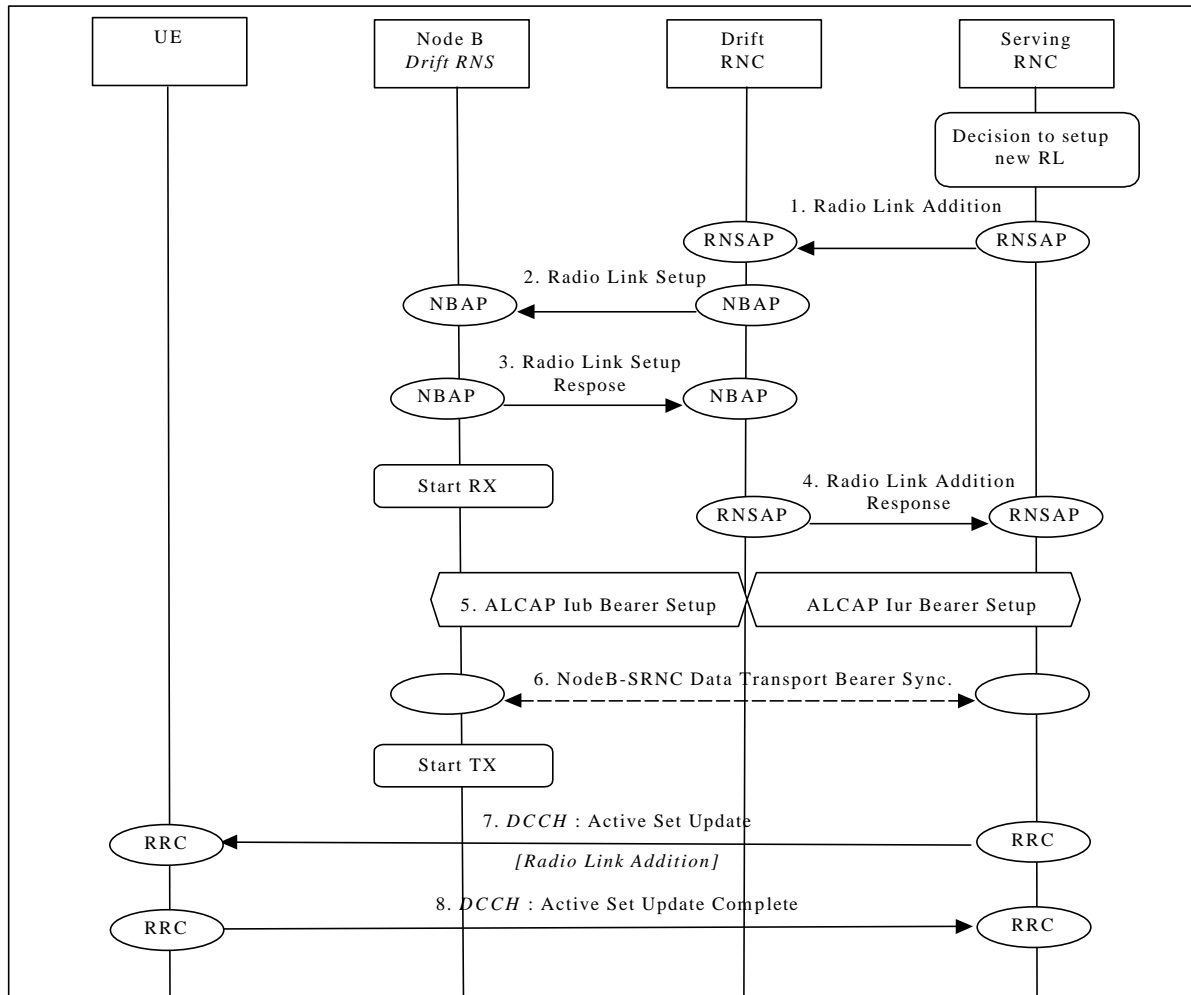 UE
Node B
Drift RNS
Drift
RNC
Serving
RNC
Decision to setup
new RL
1. Radio Link Addition
RNSAP
RNSAP
2. Radio Link Setup
NBAP
NBAP
3. Radio Link Setup
Respose
NBAP
NBAP
Start RX
4. Radio Link Addition
Response
RNSAP
RNSAP
5. ALCAP Iub Bearer Setup
ALCAP Iur Bearer Setup
6. NodeB-SRNC Data Transport Bearer Sync.
Start TX
7. DCCH : Active Set Update
RRC
RRC
[Radio Link Addition]
8. DCCH : Active Set Update Complete
RRC
RRC